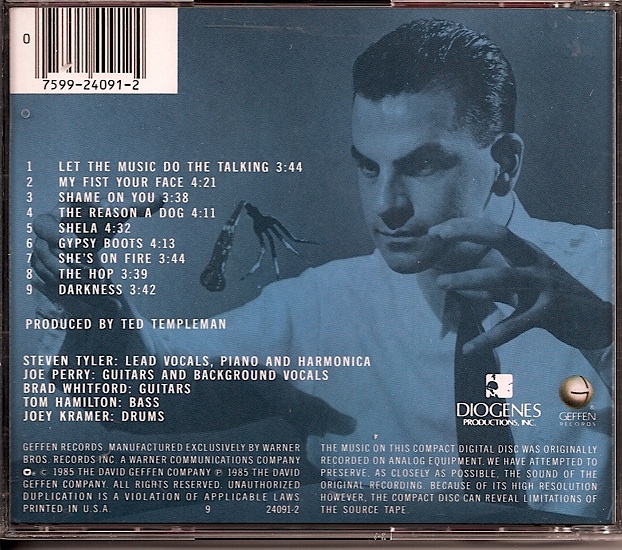 0
7599-24091-2
1 LET THE MUSIC DO THE TALKING 3:44
2 MY FIST YOUR FACE 4:21
3 SHAME ON YOU 3:38
4 THE REASON A DOG 4:11
5 SHELA 4:32
6 GYPSY BOOTS 4:13
7 SHE'S ON FIRE 3:44
8 THE HOP 3:39
9 DARKNESS 3:42
PRODUCED BY TED TEMPLEMAN
STEVEN TYLER: LEAD VOCALS, PIANO AND HARMONICA
JOE PERRY: GUITARS AND BACKGROUND VOCALS
BRAD WHITFORD: GUITARS
TOM HAMILTON: BASS
JOEY KRAMER: DRUMS
DIOGENES
PRODUCTIONS, INC.
GEFFEN
RECORDS
®
GEFFEN RECORDS. MANUFACTURED EXCLUSIVELY BY WARNER
BROS. RECORDS INC. A WARNER COMMUNICATIONS COMPANY
© 1985 THE DAVID GEFFEN COMPANY ℗ 1985 THE DAVID
GEFFEN COMPANY. ALL RIGHTS RESERVED. UNAUTHORIZED
DUPLICATION IS A VIOLATION OF APPLICABLE LAWS.
PRINTED IN U.S.A. 9 24091-2
THE MUSIC ON THIS COMPACT DIGITAL DISC WAS ORIGINALLY
RECORDED ON ANALOG EQUIPMENT. WE HAVE ATTEMPTED TO
PRESERVE, AS CLOSELY AS POSSIBLE, THE SOUND OF THE
ORIGINAL RECORDING. BECAUSE OF ITS HIGH RESOLUTION
HOWEVER, THE COMPACT DISC CAN REVEAL LIMITATIONS OF
THE SOURCE TAPE.